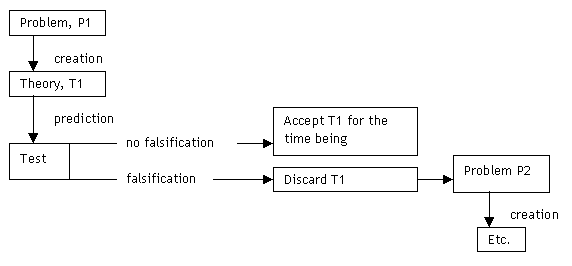 Problem, P1
creation
Theory, T1
prediction
Test
no falsification
Accept T1 for the
time being
falsification
Discard T1
Problem P2
creation
Etc.